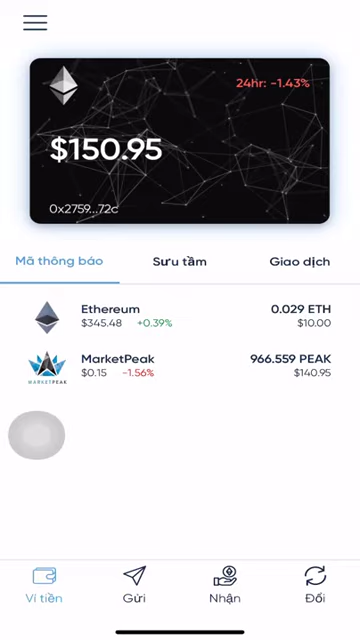 24hr: -1.43%
$150.95
0x2759...72c
Mã thông báo
Sưu tầm
Giao dịch
Ethereum
0.029 ETH
$345.48 +0.39%
$10.00
MarketPeak
966.559 PEAK
$0.15 -1.56%
$140.95
MARKETPEAK
Ví tiền
Gửi
Nhận
Đổi